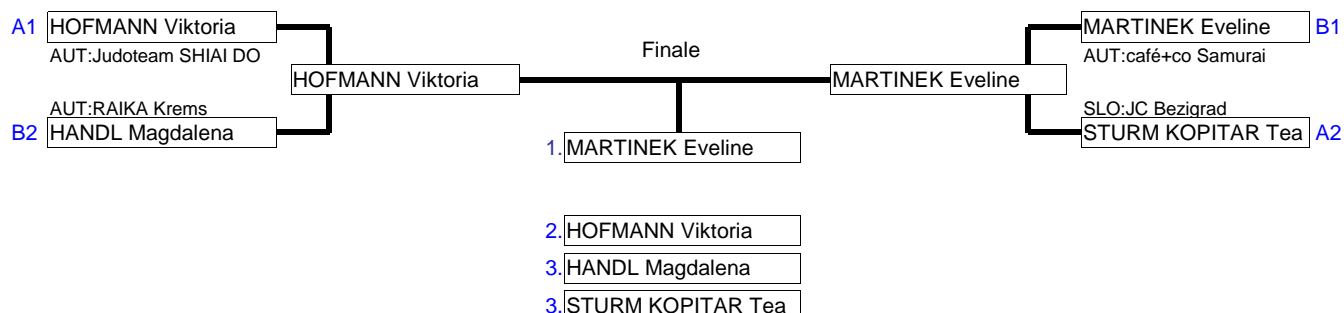 A1 HOFMANN Viktoria
AUT:Judoteam SHIAI DO
HOFMANN Viktoria
AUT:RAIKA Krems
B2 HANDL Magdalena
Finale
MARTINEK Eveline B1
AUT:café+co Samurai
MARTINEK Eveline
SLO:JC Bezigrad
STURM KOPITAR Tea A2
1. MARTINEK Eveline
2. HOFMANN Viktoria
3. HANDL Magdalena
3. STURM KOPITAR Tea